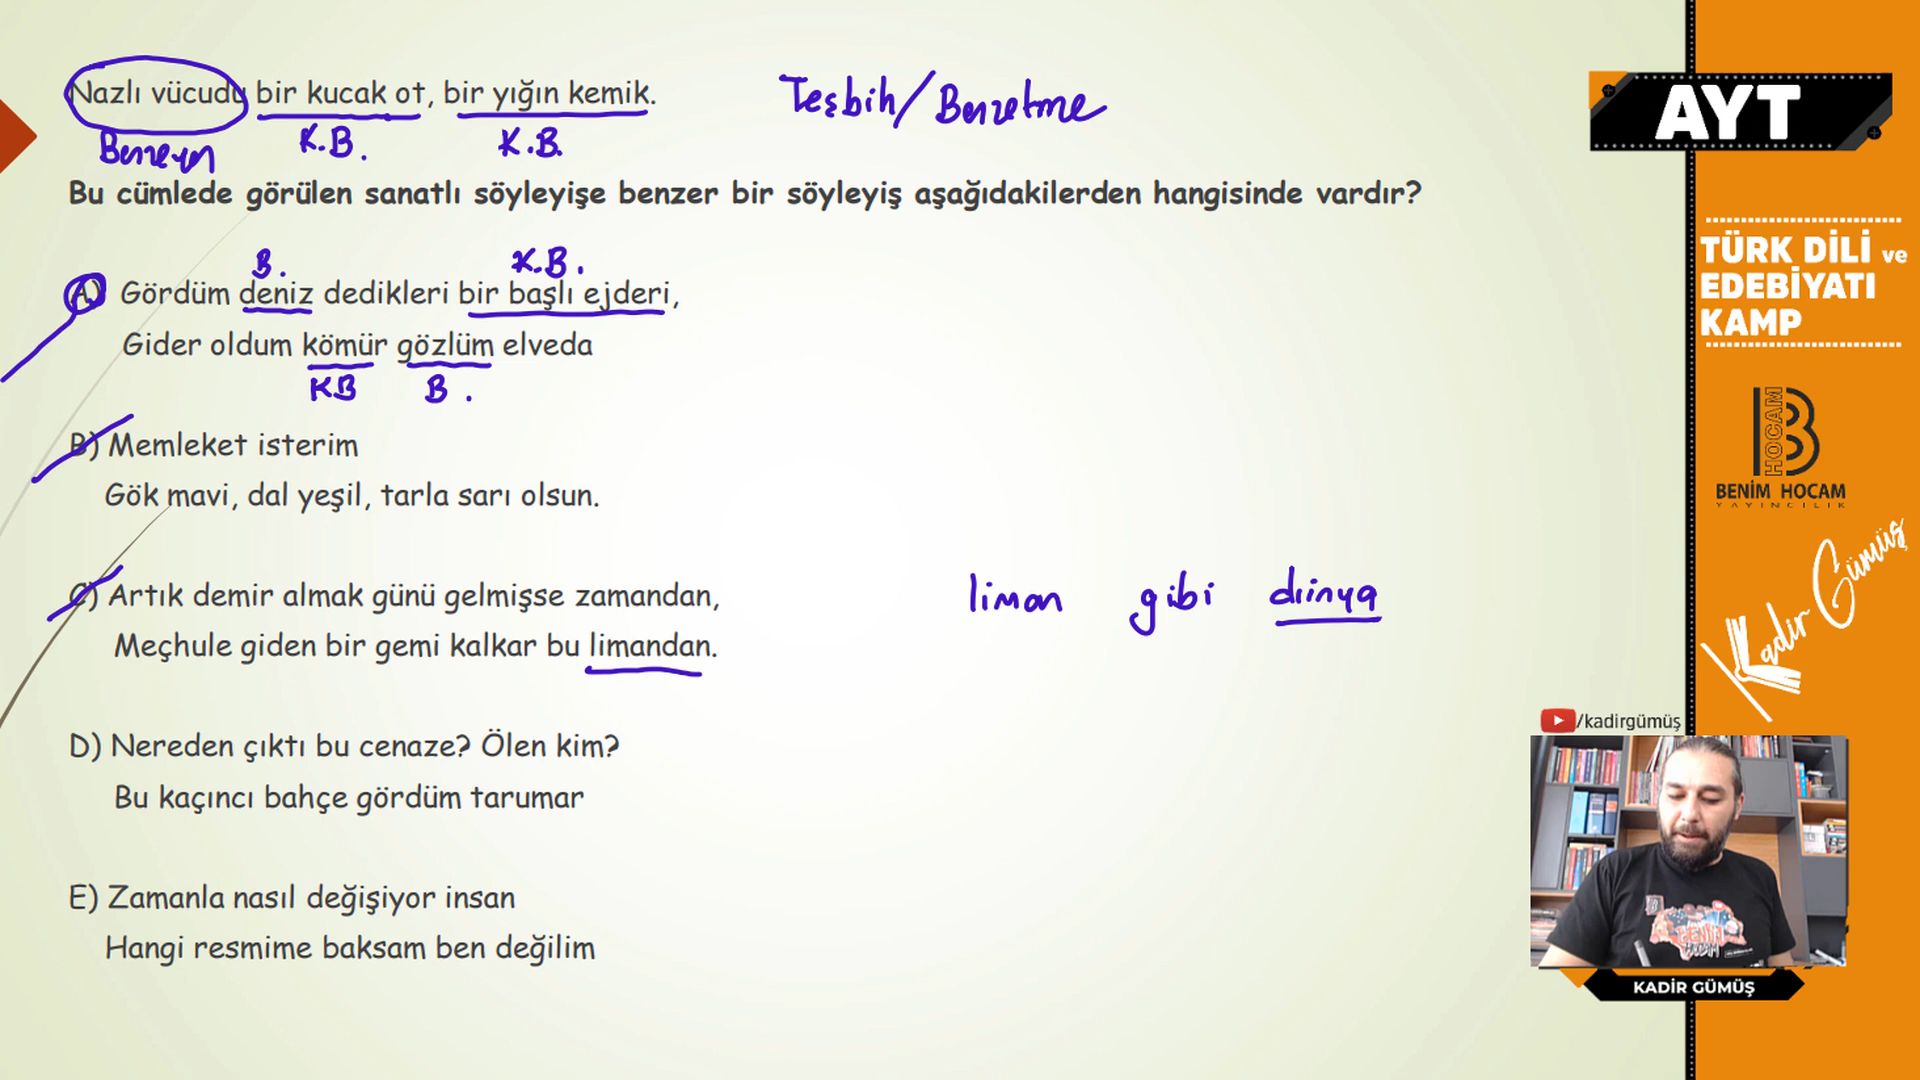 Nazlı vücudu bir kucak ot, bir yığın kemik.
Teşbih/Benzetme
Benzeyen K.B. K.B.
Bu cümlede görülen sanatlı söyleyişe benzer bir söyleyiş aşağıdakilerden hangisinde vardır?
B. K.B.
A) Gördüm deniz dedikleri bir başlı ejderi,
Gider oldum kömür gözlüm elveda
KB B.
B) Memleket isterim
Gök mavi, dal yeşil, tarla sarı olsun.
C) Artık demir almak günü gelmişse zamandan,
Meçhule giden bir gemi kalkar bu limandan.
liman gibi dünya
D) Nereden çıktı bu cenaze? Ölen kim?
Bu kaçıncı bahçe gördüm tarumar
E) Zamanla nasıl değişiyor insan
Hangi resmime baksam ben değilim
AYT
TÜRK DİLİ ve
EDEBİYATI
KAMP
B HOCAM
BENİM HOCAM
YAYINCILIK
Kadir Gümüş
/kadirgümüş
KADİR GÜMÜŞ